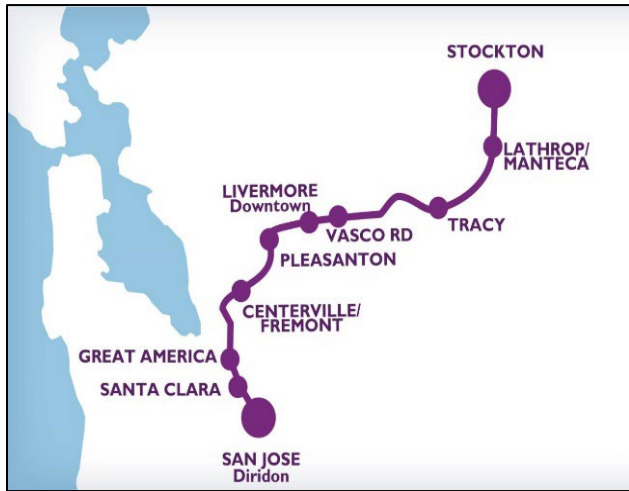 STOCKTON
LATHROP/
MANTECA
LIVERMORE
Downtown
VASCO RD
TRACY
PLEASANTON
CENTERVILLE/
FREMONT
GREAT AMERICA
SANTA CLARA
SAN JOSE
Diridon